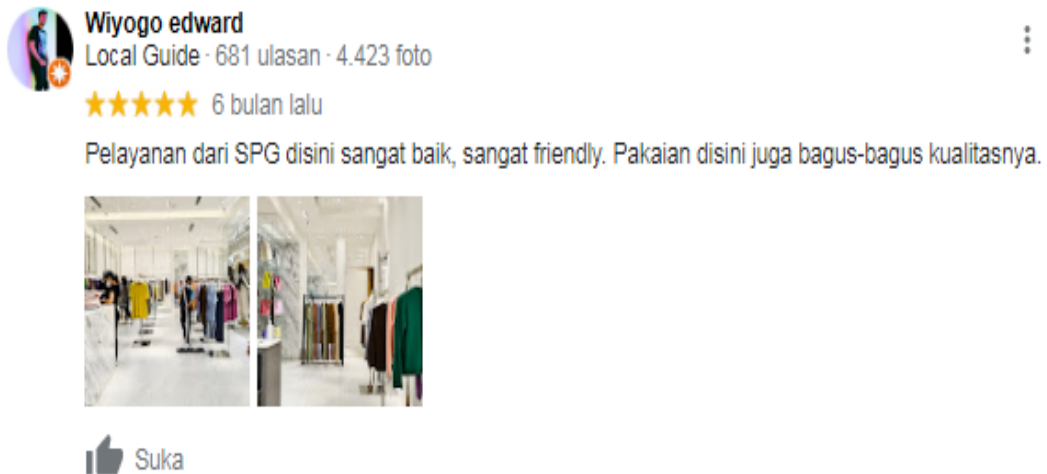 Wiyogo edward
Local Guide · 681 ulasan · 4.423 foto
6 bulan lalu
Pelayanan dari SPG disini sangat baik, sangat friendly. Pakaian disini juga bagus-bagus kualitasnya.
Suka